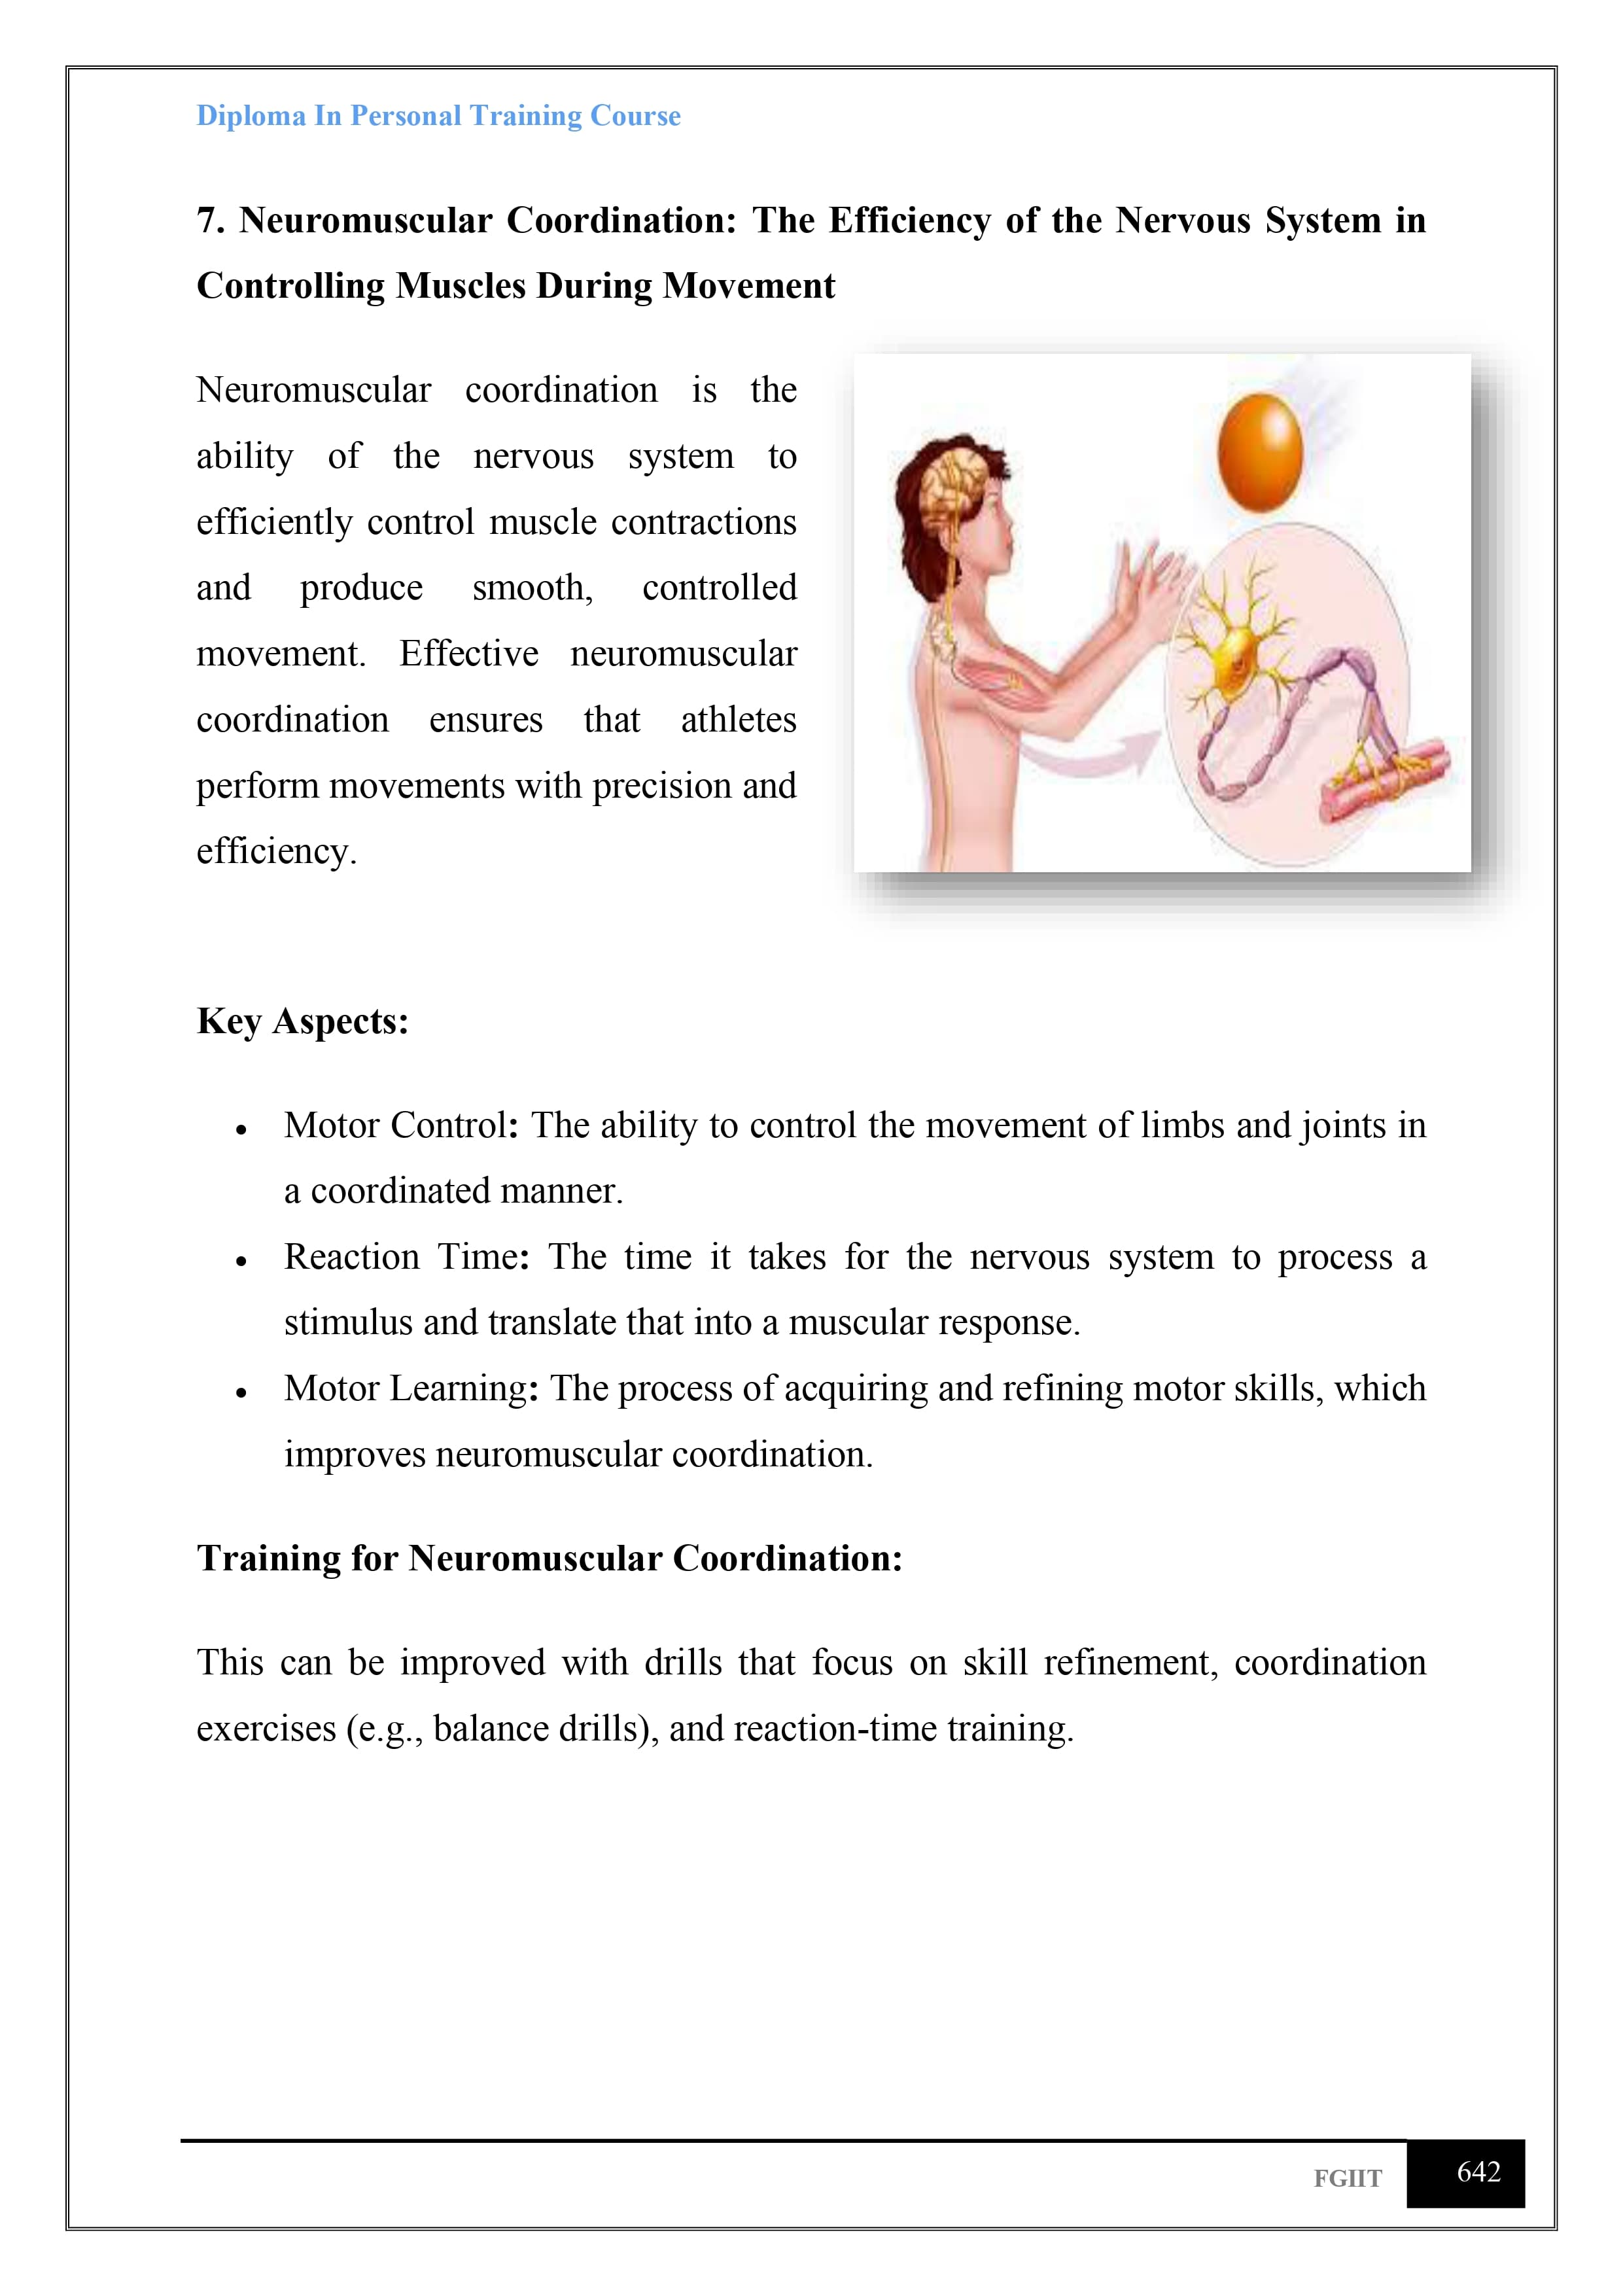 Diploma In Personal Training Course
7. Neuromuscular Coordination: The Efficiency of the Nervous System in
Controlling Muscles During Movement
Neuromuscular coordination is the
ability of the nervous system to
efficiently control muscle contractions
and produce smooth, controlled
movement. Effective neuromuscular
coordination ensures that athletes
perform movements with precision and
efficiency.
Key Aspects:
• Motor Control: The ability to control the movement of limbs and joints in
a coordinated manner.
• Reaction Time: The time it takes for the nervous system to process a
stimulus and translate that into a muscular response.
• Motor Learning: The process of acquiring and refining motor skills, which
improves neuromuscular coordination.
Training for Neuromuscular Coordination:
This can be improved with drills that focus on skill refinement, coordination
exercises (e.g., balance drills), and reaction-time training.
FGIIT 642